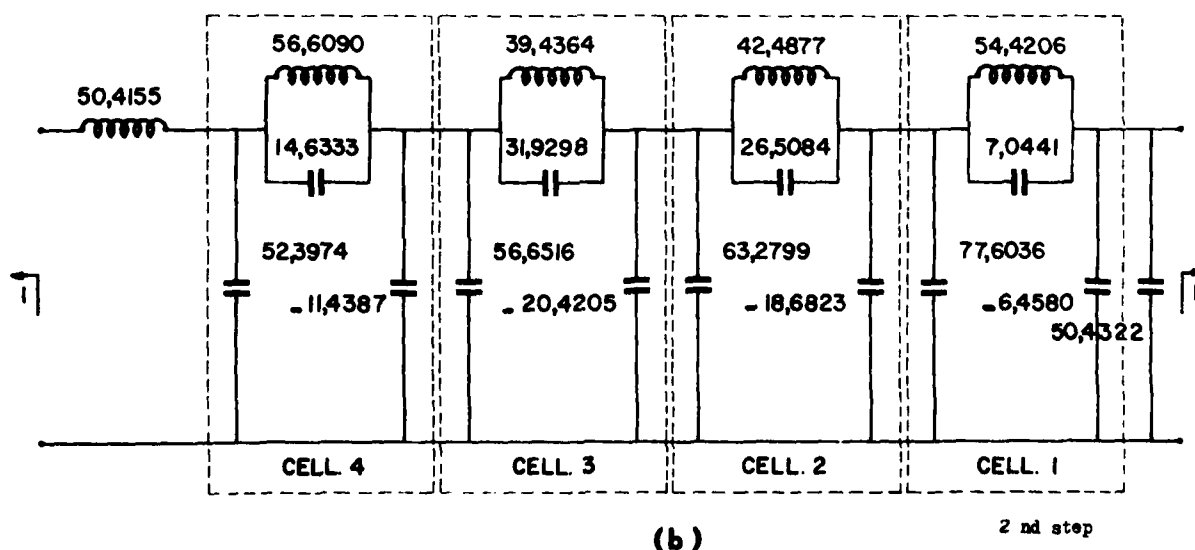 56,6090 39,4364 42,4877 54,4206
50,4155
14,6333 31,9298 26,5084 7,0441
52,3974 56,6516 63,2799 77,6036
1 -11,4387 - 20,4205 -18,6823 -6,4580
50,4322
CELL. 4 CELL. 3 CELL. 2 CELL. 1
(b) 2 nd step